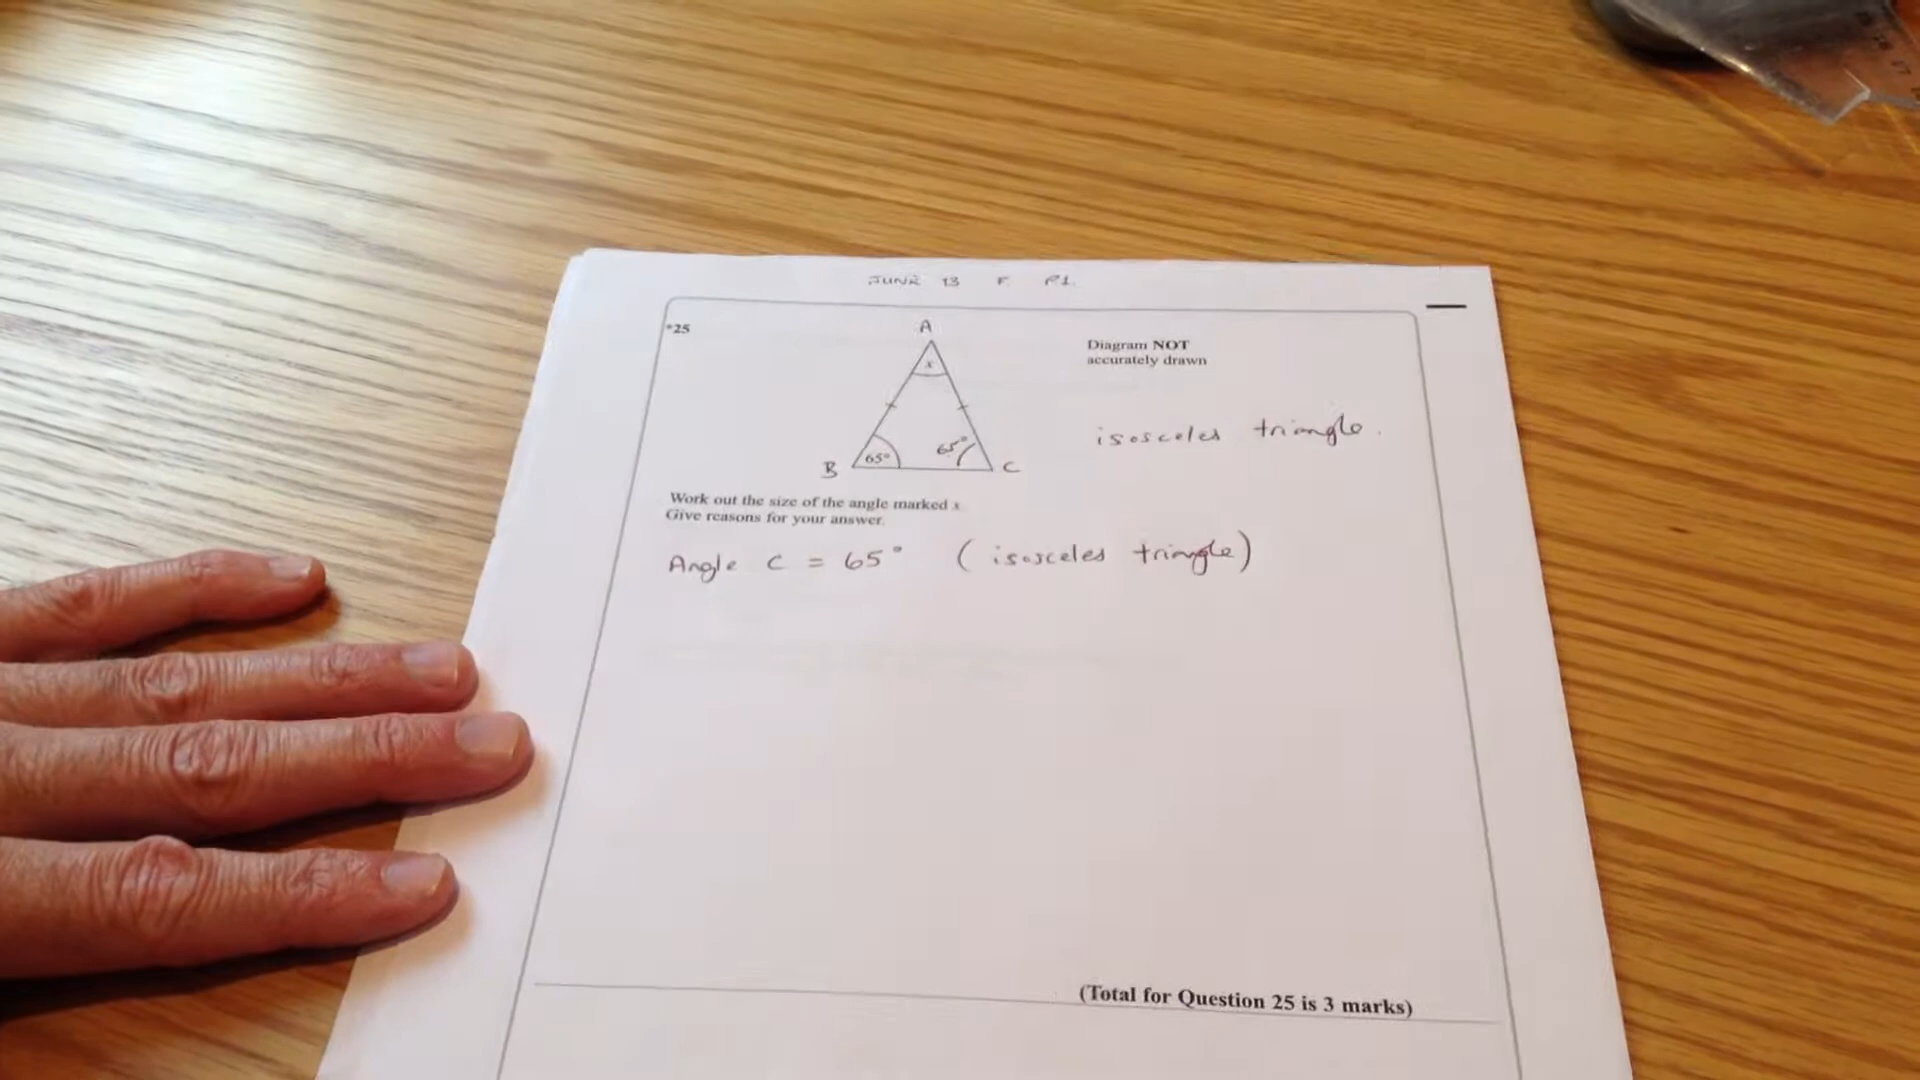 JUNE 13 F P1.
*25
A
Diagram NOT
accurately drawn
x
isosceles triangle.
65° 65°
B C
Work out the size of the angle marked x
Give reasons for your answer.
Angle C = 65° (isosceles triangle)
(Total for Question 25 is 3 marks)